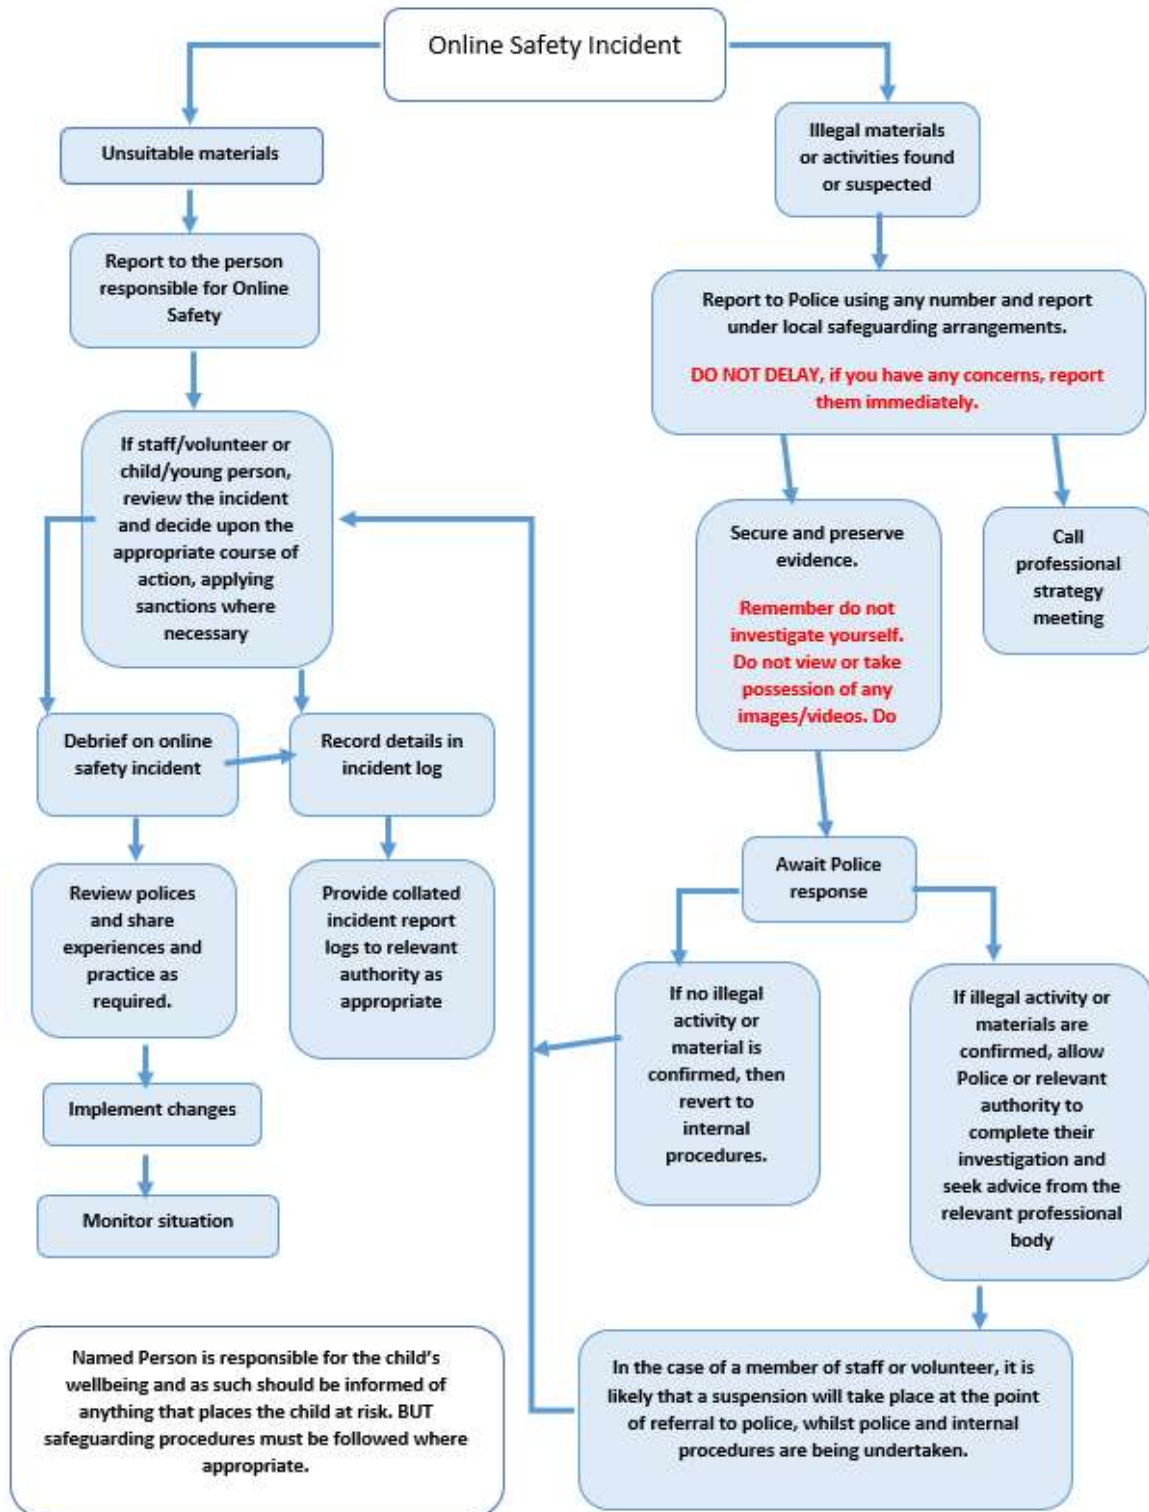 Online Safety Incident
Unsuitable materials
Report to the person
responsible for Online
Safety
If staff/volunteer or
child/young person,
review the incident
and decide upon the
appropriate course of
action, applying
sanctions where
necessary
Debrief on online
safety incident
Record details in
incident log
Review polices
and share
experiences and
practice as
required.
Provide collated
incident report
logs to relevant
authority as
appropriate
Implement changes
Monitor situation
Illegal materials
or activities found
or suspected
Report to Police using any number and report
under local safeguarding arrangements.
DO NOT DELAY, if you have any concerns, report
them immediately.
Secure and preserve
evidence.
Remember do not
investigate yourself.
Do not view or take
possession of any
images/videos. Do
Call
professional
strategy
meeting
Await Police
response
If no illegal
activity or
material is
confirmed, then
revert to
internal
procedures.
If illegal activity or
materials are
confirmed, allow
Police or relevant
authority to
complete their
investigation and
seek advice from the
relevant professional
body
In the case of a member of staff or volunteer, it is
likely that a suspension will take place at the point
of referral to police, whilst police and internal
procedures are being undertaken.
Named Person is responsible for the child's
wellbeing and as such should be informed of
anything that places the child at risk. BUT
safeguarding procedures must be followed where
appropriate.